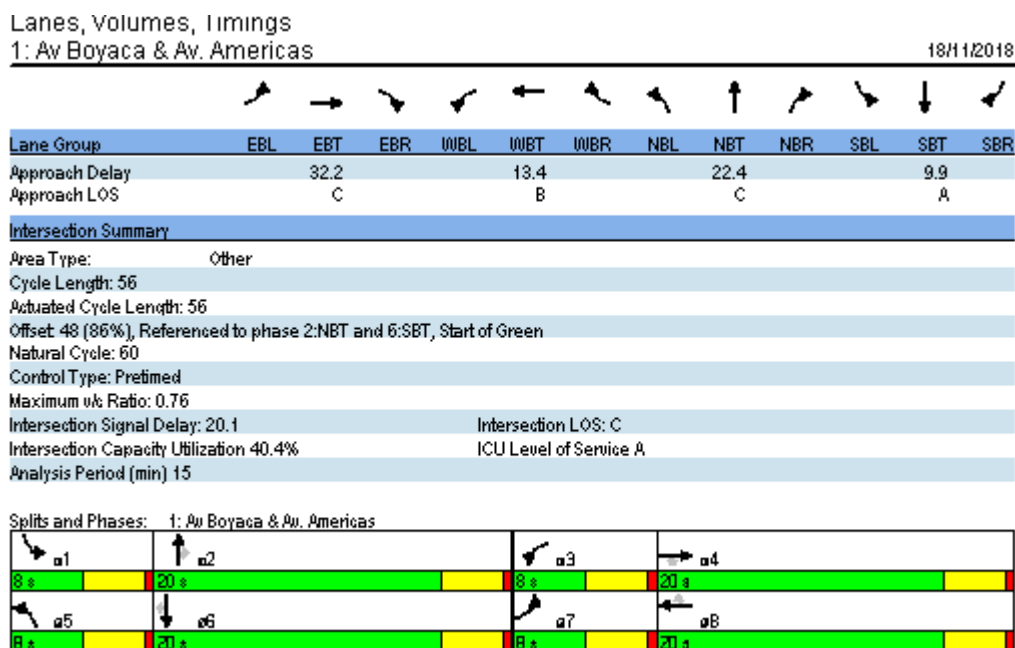 Lanes, Volumes, Timings
1: Av Boyaca & Av. Americas 18/11/2018
Lane Group EBL EBT EBR WBL WBT WBR NBL NBT NBR SBL SBT SBR
Approach Delay 32.2 13.4 22.4 9.9
Approach LOS C B C A
Intersection Summary
Area Type: Other
Cycle Length: 56
Actuated Cycle Length: 56
Offset: 48 (86%), Referenced to phase 2:NBT and 6:SBT, Start of Green
Natural Cycle: 60
Control Type: Pretimed
Maximum v/c Ratio: 0.76
Intersection Signal Delay: 20.1 Intersection LOS: C
Intersection Capacity Utilization 40.4% ICU Level of Service A
Analysis Period (min) 15
Splits and Phases: 1: Av Boyaca & Av. Americas
ø1 ø2 ø3 ø4
8 s 20 s 8 s 20 s
ø5 ø6 ø7 ø8
8 s 20 s 8 s 20 s